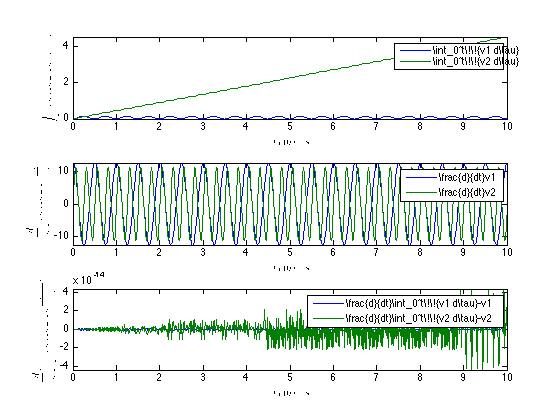 4.5
\int_0^t\!\!{v1 d\tau}
\int_0^t\!\!{v2 d\tau}
2
0
0 1 2 3 4 5 6 7 8 9 10
10
\frac{d}{dt}v1
0
\frac{d}{dt}v2
-10
0 1 2 3 4 5 6 7 8 9 10
x 10
4
\frac{d}{dt}\int_0^t\!\!{v1 d\tau}-v1
2
\frac{d}{dt}\int_0^t\!\!{v2 d\tau}-v2
0
-2
-4
0 1 2 3 4 5 6 7 8 9 10